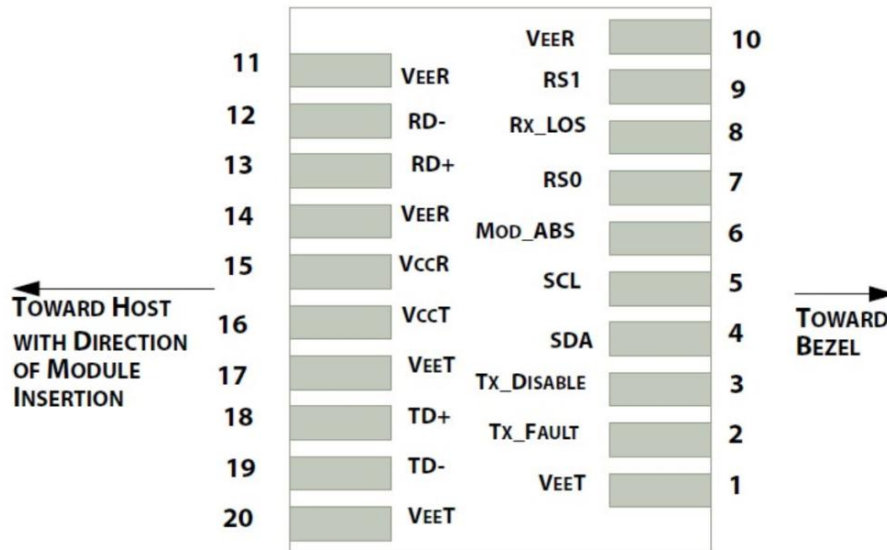 11 VEER
12 RD-
13 RD+
14 VEER
15 VCCR
16 VCCT
17 VEET
18 TD+
19 TD-
20 VEET
TOWARD HOST
WITH DIRECTION
OF MODULE
INSERTION
VEER 10
RS1 9
RX_LOS 8
RS0 7
MOD_ABS 6
SCL 5
SDA 4
TX_DISABLE 3
TX_FAULT 2
VEET 1
TOWARD
BEZEL